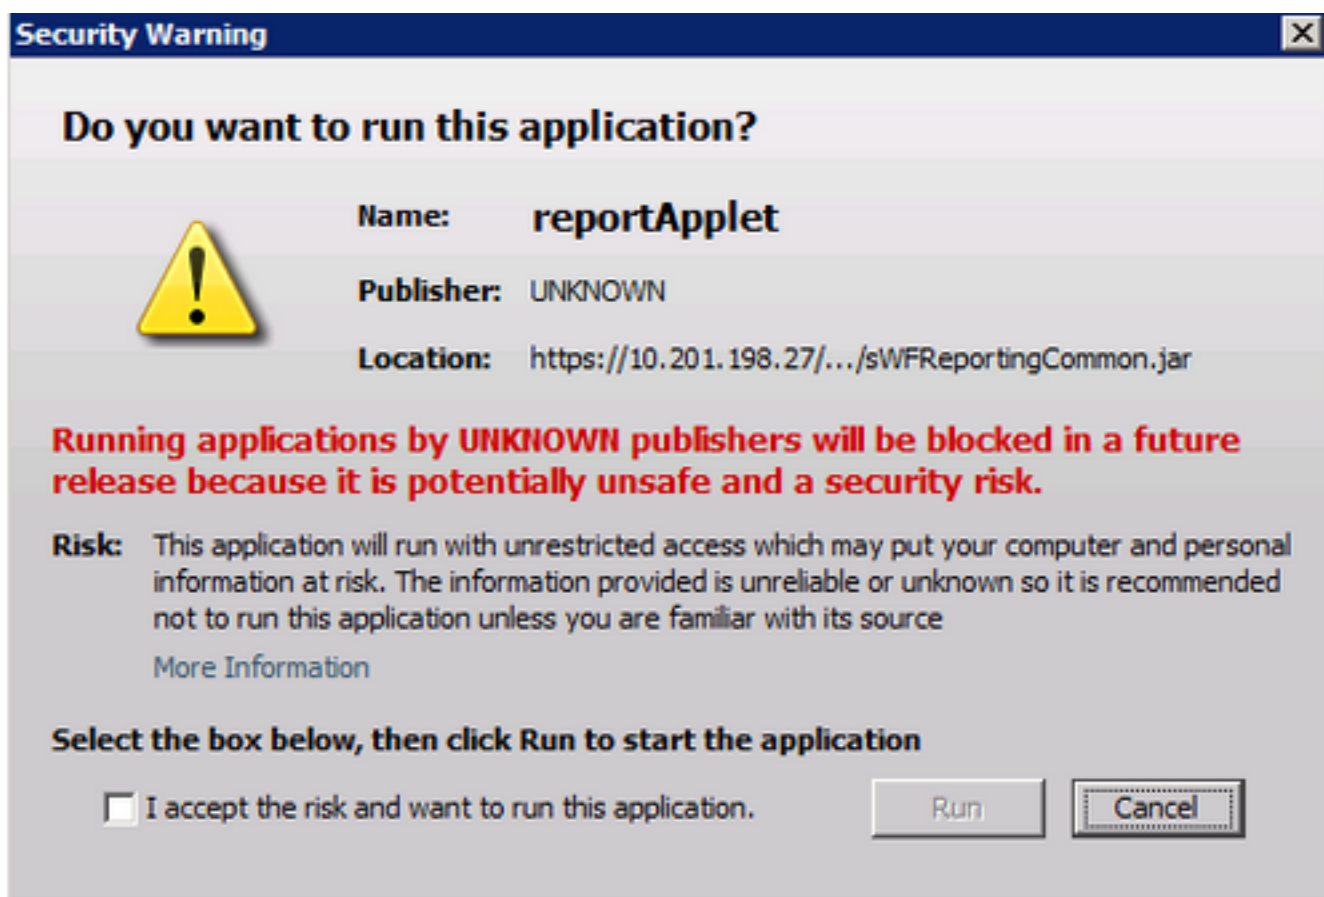 Security Warning
Do you want to run this application?
Name: reportApplet
Publisher: UNKNOWN
Location: https://10.201.198.27/.../sWFReportingCommon.jar
Running applications by UNKNOWN publishers will be blocked in a future
release because it is potentially unsafe and a security risk.
Risk: This application will run with unrestricted access which may put your computer and personal
information at risk. The information provided is unreliable or unknown so it is recommended
not to run this application unless you are familiar with its source
More Information
Select the box below, then click Run to start the application
I accept the risk and want to run this application. Run Cancel